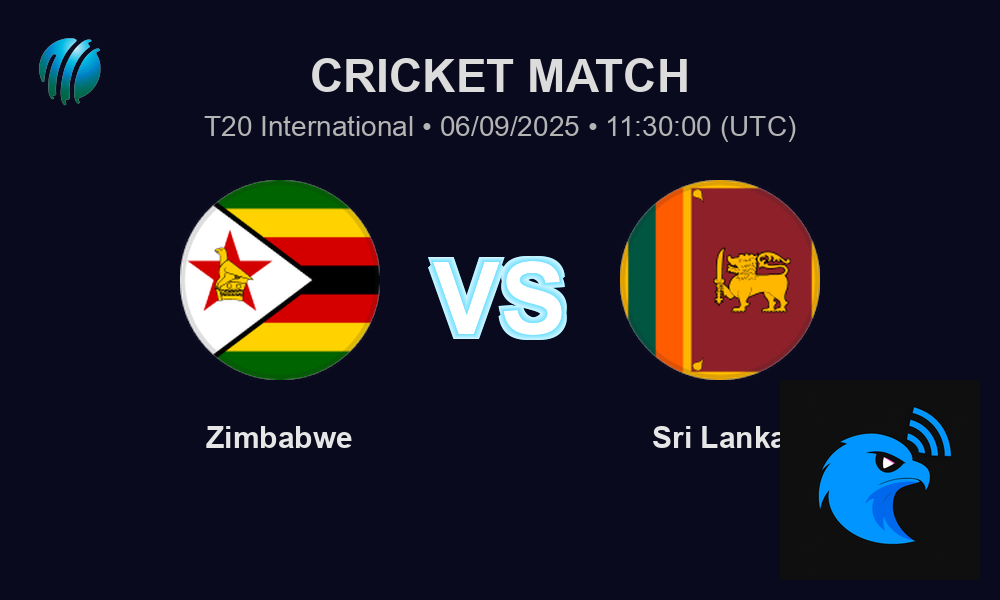 CRICKET MATCH
T20 International • 06/09/2025 • 11:30:00 (UTC)
VS
Zimbabwe
Sri Lanka